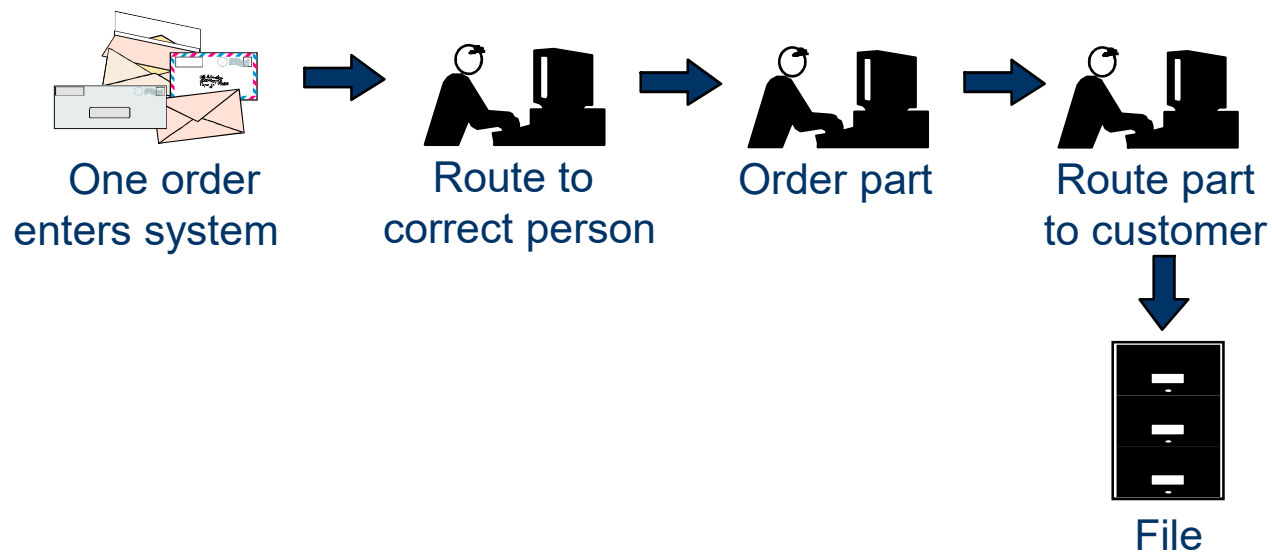 One order
enters system
Route to
correct person
Order part
Route part
to customer
File